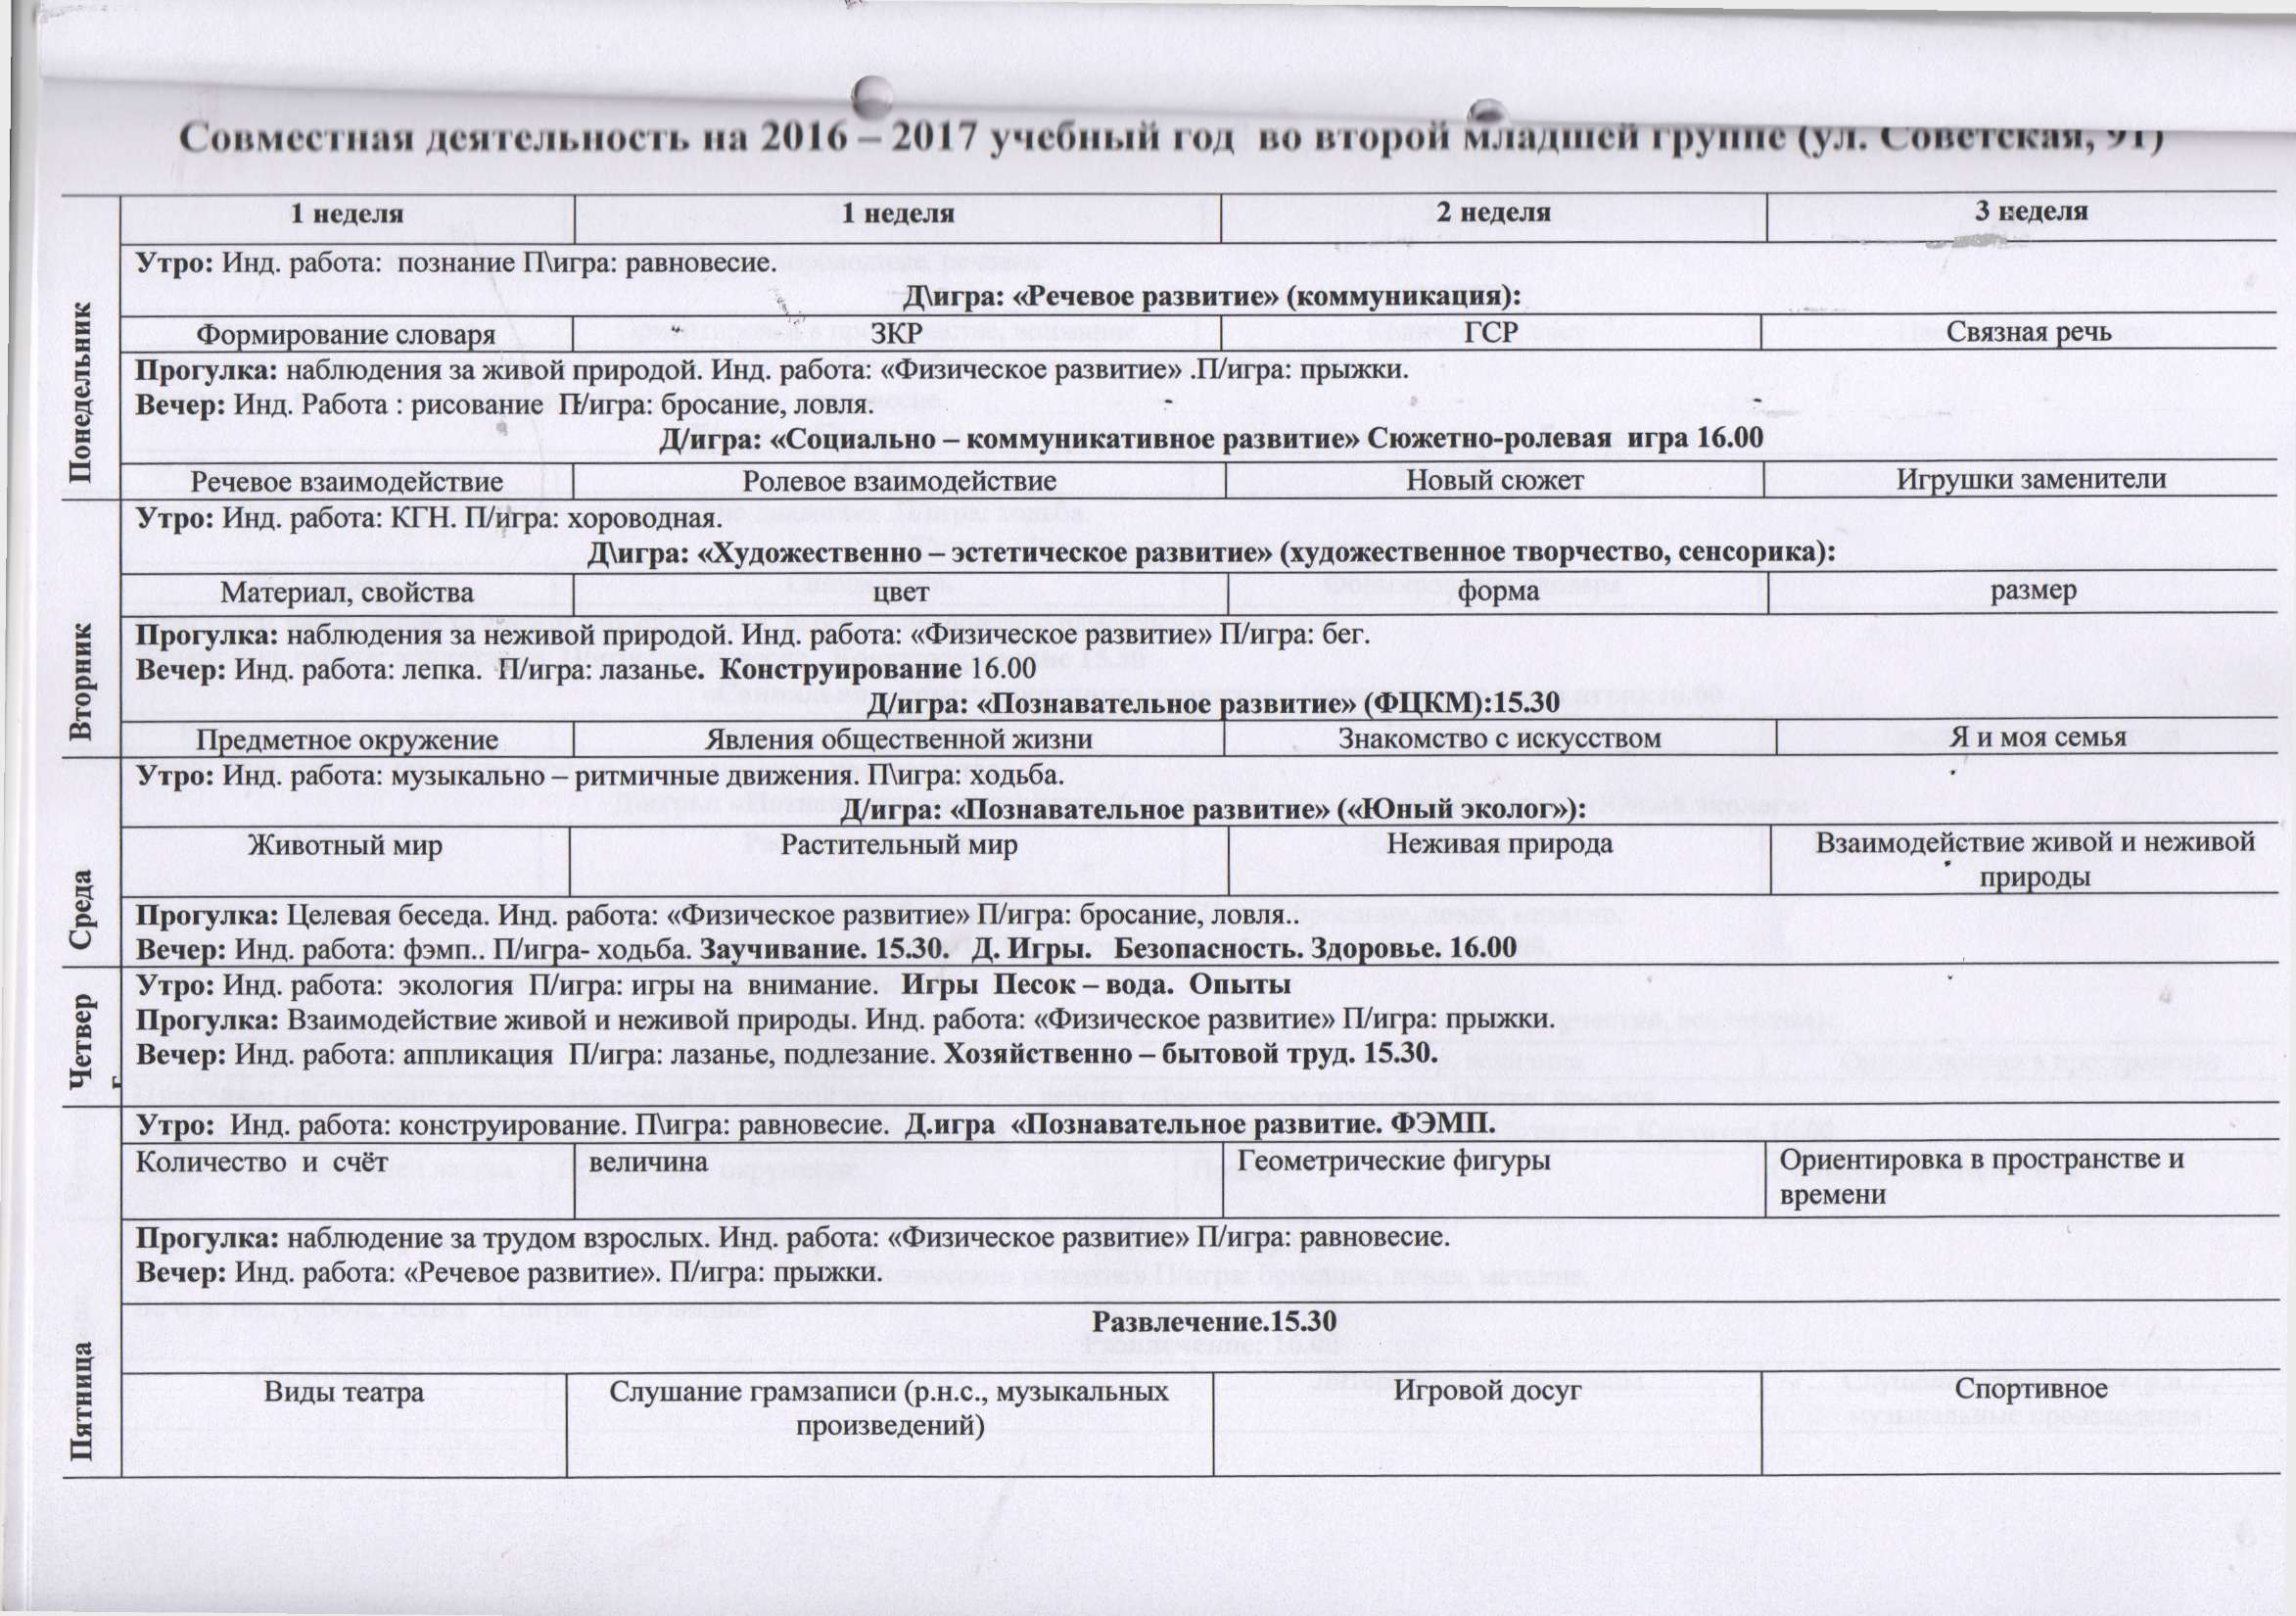 Совместная деятельность на 2016 – 2017 учебный год во второй младшей группе (ул. Советская, 91)
1 неделя 1 неделя 2 неделя 3 неделя
Понедельник
Утро: Инд. работа: познание П\игра: равновесие.
Д\игра: «Речевое развитие» (коммуникация):
Формирование словаря ЗКР ГСР Связная речь
Прогулка: наблюдения за живой природой. Инд. работа: «Физическое развитие» .П/игра: прыжки.
Вечер: Инд. Работа : рисование П/игра: бросание, ловля.
Д/игра: «Социально – коммуникативное развитие» Сюжетно-ролевая игра 16.00
Речевое взаимодействие Ролевое взаимодействие Новый сюжет Игрушки заменители
Вторник
Утро: Инд. работа: КГН. П/игра: хороводная.
Д\игра: «Художественно – эстетическое развитие» (художественное творчество, сенсорика):
Материал, свойства цвет форма размер
Прогулка: наблюдения за неживой природой. Инд. работа: «Физическое развитие» П/игра: бег.
Вечер: Инд. работа: лепка. П/игра: лазанье. Конструирование 16.00
Д/игра: «Познавательное развитие» (ФЦКМ):15.30
Предметное окружение Явления общественной жизни Знакомство с искусством Я и моя семья
Среда
Утро: Инд. работа: музыкально – ритмичные движения. П\игра: ходьба.
Д/игра: «Познавательное развитие» («Юный эколог»):
Животный мир Растительный мир Неживая природа Взаимодействие живой и неживой
природы
Прогулка: Целевая беседа. Инд. работа: «Физическое развитие» П/игра: бросание, ловля..
Вечер: Инд. работа: фэмп.. П/игра- ходьба. Заучивание. 15.30. Д. Игры. Безопасность. Здоровье. 16.00
Четвер
г
Утро: Инд. работа: экология П/игра: игры на внимание. Игры Песок – вода. Опыты
Прогулка: Взаимодействие живой и неживой природы. Инд. работа: «Физическое развитие» П/игра: прыжки.
Вечер: Инд. работа: аппликация П/игра: лазанье, подлезание. Хозяйственно – бытовой труд. 15.30.
Пятница
Утро: Инд. работа: конструирование. П\игра: равновесие. Д.игра «Познавательное развитие. ФЭМП.
Количество и счёт величина Геометрические фигуры Ориентировка в пространстве и
времени
Прогулка: наблюдение за трудом взрослых. Инд. работа: «Физическое развитие» П/игра: равновесие.
Вечер: Инд. работа: «Речевое развитие». П/игра: прыжки.
Развлечение.15.30
Виды театра Слушание грамзаписи (р.н.с., музыкальных Игровой досуг Спортивное
произведений)